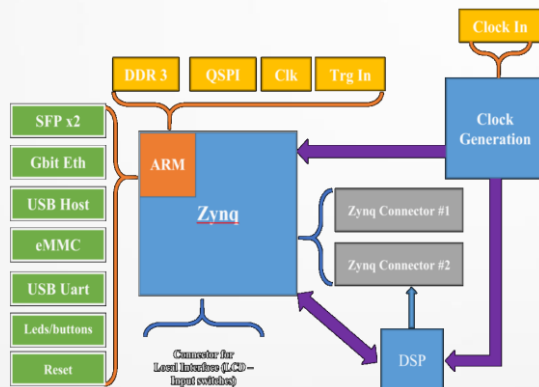 Clock In
DDR 3
QSPI
Clk
Trg In
SFP x2
Gbit Eth
USB Host
eMMC
USB Uart
Leds/buttons
Reset
ARM
Zynq
Clock
Generation
Zynq Connector #1
Zynq Connector #2
DSP
Connector for
Local Interface (LCD –
Input switches)